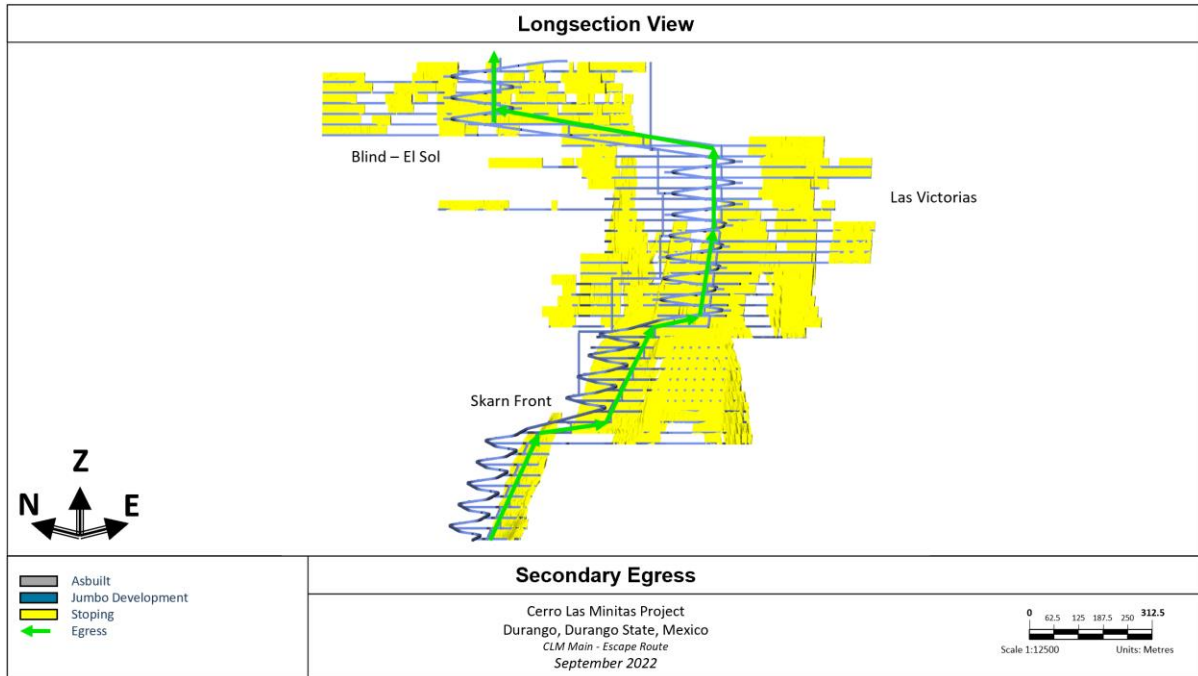 Longsection View
Blind – El Sol
Las Victorias
Skarn Front
Z
N E
Asbuilt
Jumbo Development
Stoping
Egress
Secondary Egress
Cerro Las Minitas Project
Durango, Durango State, Mexico
CLM Main - Escape Route
September 2022
0 62.5 125 187.5 250 312.5
Scale 1:12500 Units: Metres